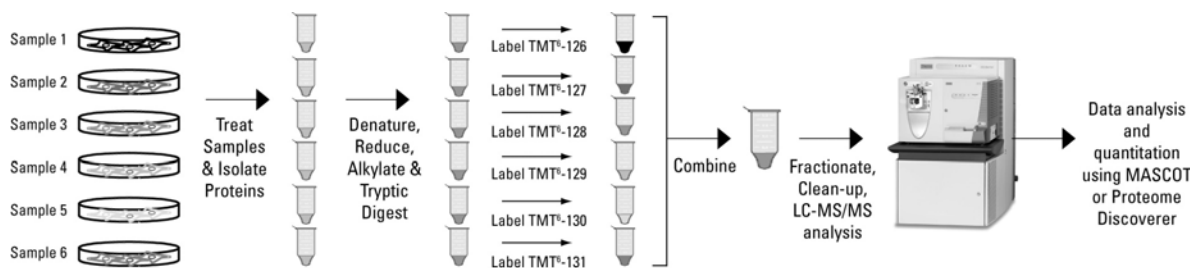 Sample 1
Sample 2
Sample 3
Sample 4
Sample 5
Sample 6
Treat
Samples
& Isolate
Proteins
Denature,
Reduce,
Alkylate &
Tryptic
Digest
Label TMT⁶-126
Label TMT⁶-127
Label TMT⁶-128
Label TMT⁶-129
Label TMT⁶-130
Label TMT⁶-131
Combine
Fractionate,
Clean-up,
LC-MS/MS
analysis
Data analysis
and
quantitation
using MASCOT
or Proteome
Discoverer